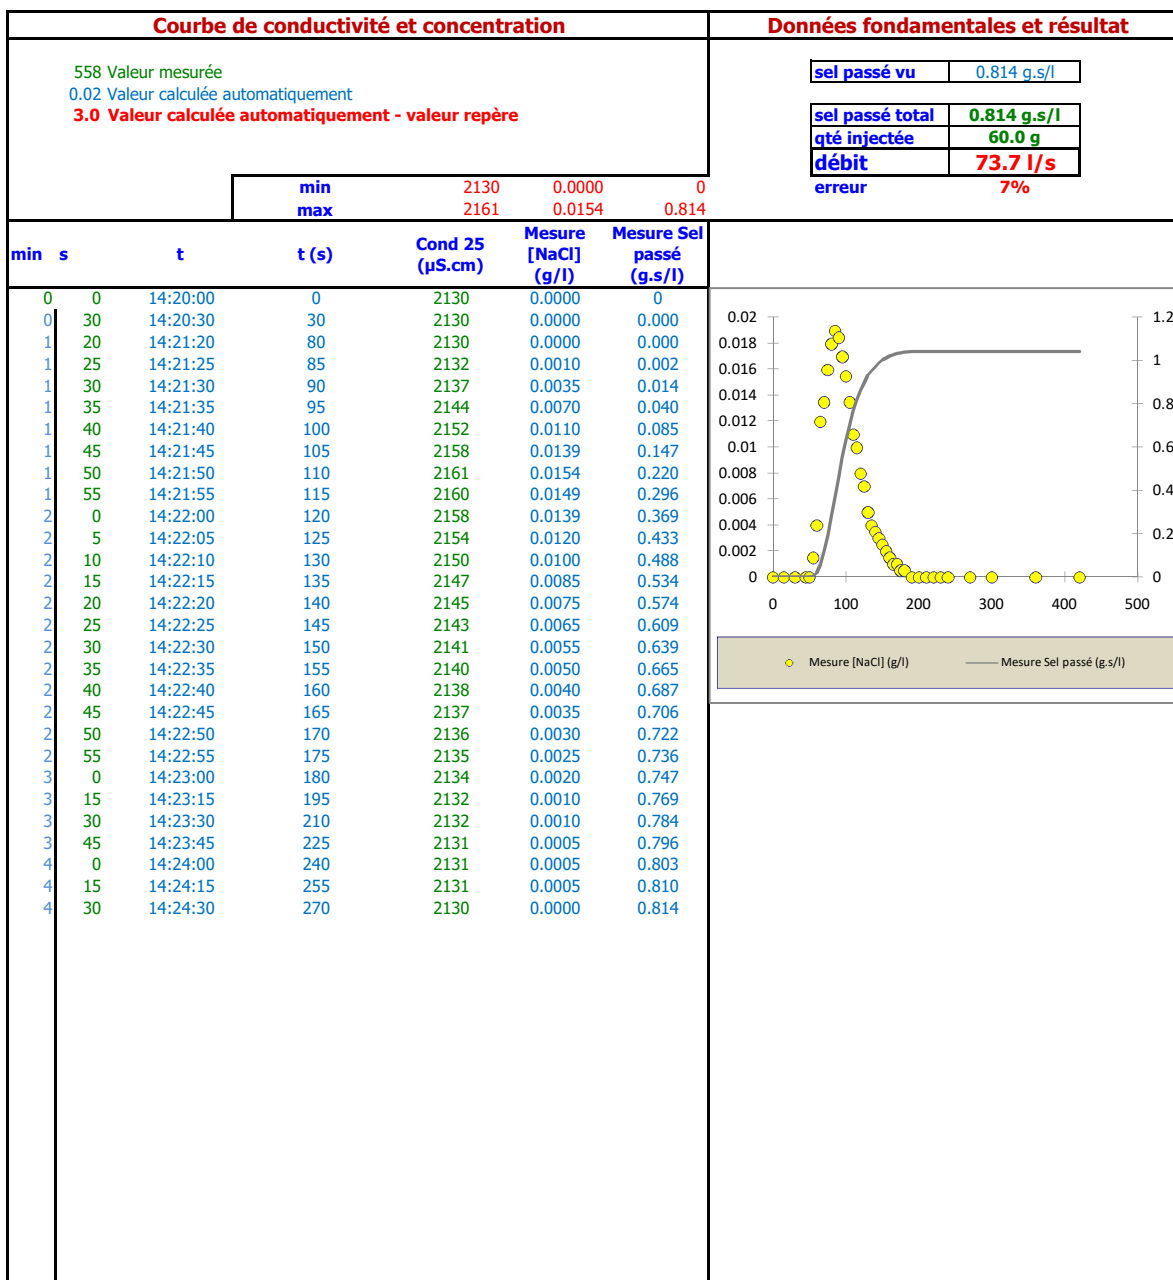 Courbe de conductivité et concentration
Données fondamentales et résultat
558 Valeur mesurée
0.02 Valeur calculée automatiquement
3.0 Valeur calculée automatiquement - valeur repère
sel passé vu 0.814 g.s/l
sel passé total 0.814 g.s/l
qté injectée 60.0 g
débit 73.7 l/s
erreur 7%
min 2130 0.0000 0
max 2161 0.0154 0.814
min s t t (s) Cond 25 (µS.cm) Mesure [NaCl] (g/l) Mesure Sel passé (g.s/l)
0 0 14:20:00 0 2130 0.0000 0
0 30 14:20:30 30 2130 0.0000 0.000
1 20 14:21:20 80 2130 0.0000 0.000
1 25 14:21:25 85 2132 0.0010 0.002
1 30 14:21:30 90 2137 0.0035 0.014
1 35 14:21:35 95 2144 0.0070 0.040
1 40 14:21:40 100 2152 0.0110 0.085
1 45 14:21:45 105 2158 0.0139 0.147
1 50 14:21:50 110 2161 0.0154 0.220
1 55 14:21:55 115 2160 0.0149 0.296
2 0 14:22:00 120 2158 0.0139 0.369
2 5 14:22:05 125 2154 0.0120 0.433
2 10 14:22:10 130 2150 0.0100 0.488
2 15 14:22:15 135 2147 0.0085 0.534
2 20 14:22:20 140 2145 0.0075 0.574
2 25 14:22:25 145 2143 0.0065 0.609
2 30 14:22:30 150 2141 0.0055 0.639
2 35 14:22:35 155 2140 0.0050 0.665
2 40 14:22:40 160 2138 0.0040 0.687
2 45 14:22:45 165 2137 0.0035 0.706
2 50 14:22:50 170 2136 0.0030 0.722
2 55 14:22:55 175 2135 0.0025 0.736
3 0 14:23:00 180 2134 0.0020 0.747
3 15 14:23:15 195 2132 0.0010 0.769
3 30 14:23:30 210 2132 0.0010 0.784
3 45 14:23:45 225 2131 0.0005 0.796
4 0 14:24:00 240 2131 0.0005 0.803
4 15 14:24:15 255 2131 0.0005 0.810
4 30 14:24:30 270 2130 0.0000 0.814
0.02 1.2
0.018
0.016 1
0.014 0.8
0.012
0.01 0.6
0.008
0.006 0.4
0.004
0.002 0.2
0 0
0 100 200 300 400 500
Mesure [NaCl] (g/l) Mesure Sel passé (g.s/l)